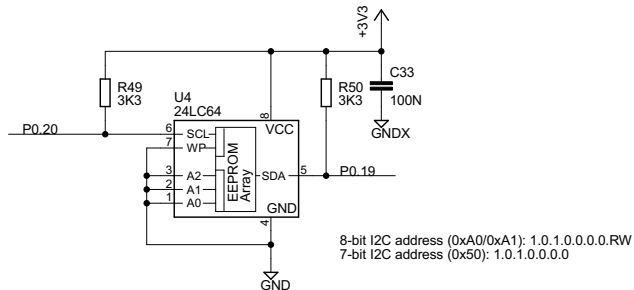 +3V3
R49
3K3
R50
3K3
C33
100N
GNDX
U4
24LC64
8
VCC
P0.20
6
SCL
7
WP
EEPROM
Array
3
A2
2
A1
1
A0
SDA
5
P0.19
GND
4
GND
8-bit I2C address (0xA0/0xA1): 1.0.1.0.0.0.0.RW
7-bit I2C address (0x50): 1.0.1.0.0.0.0